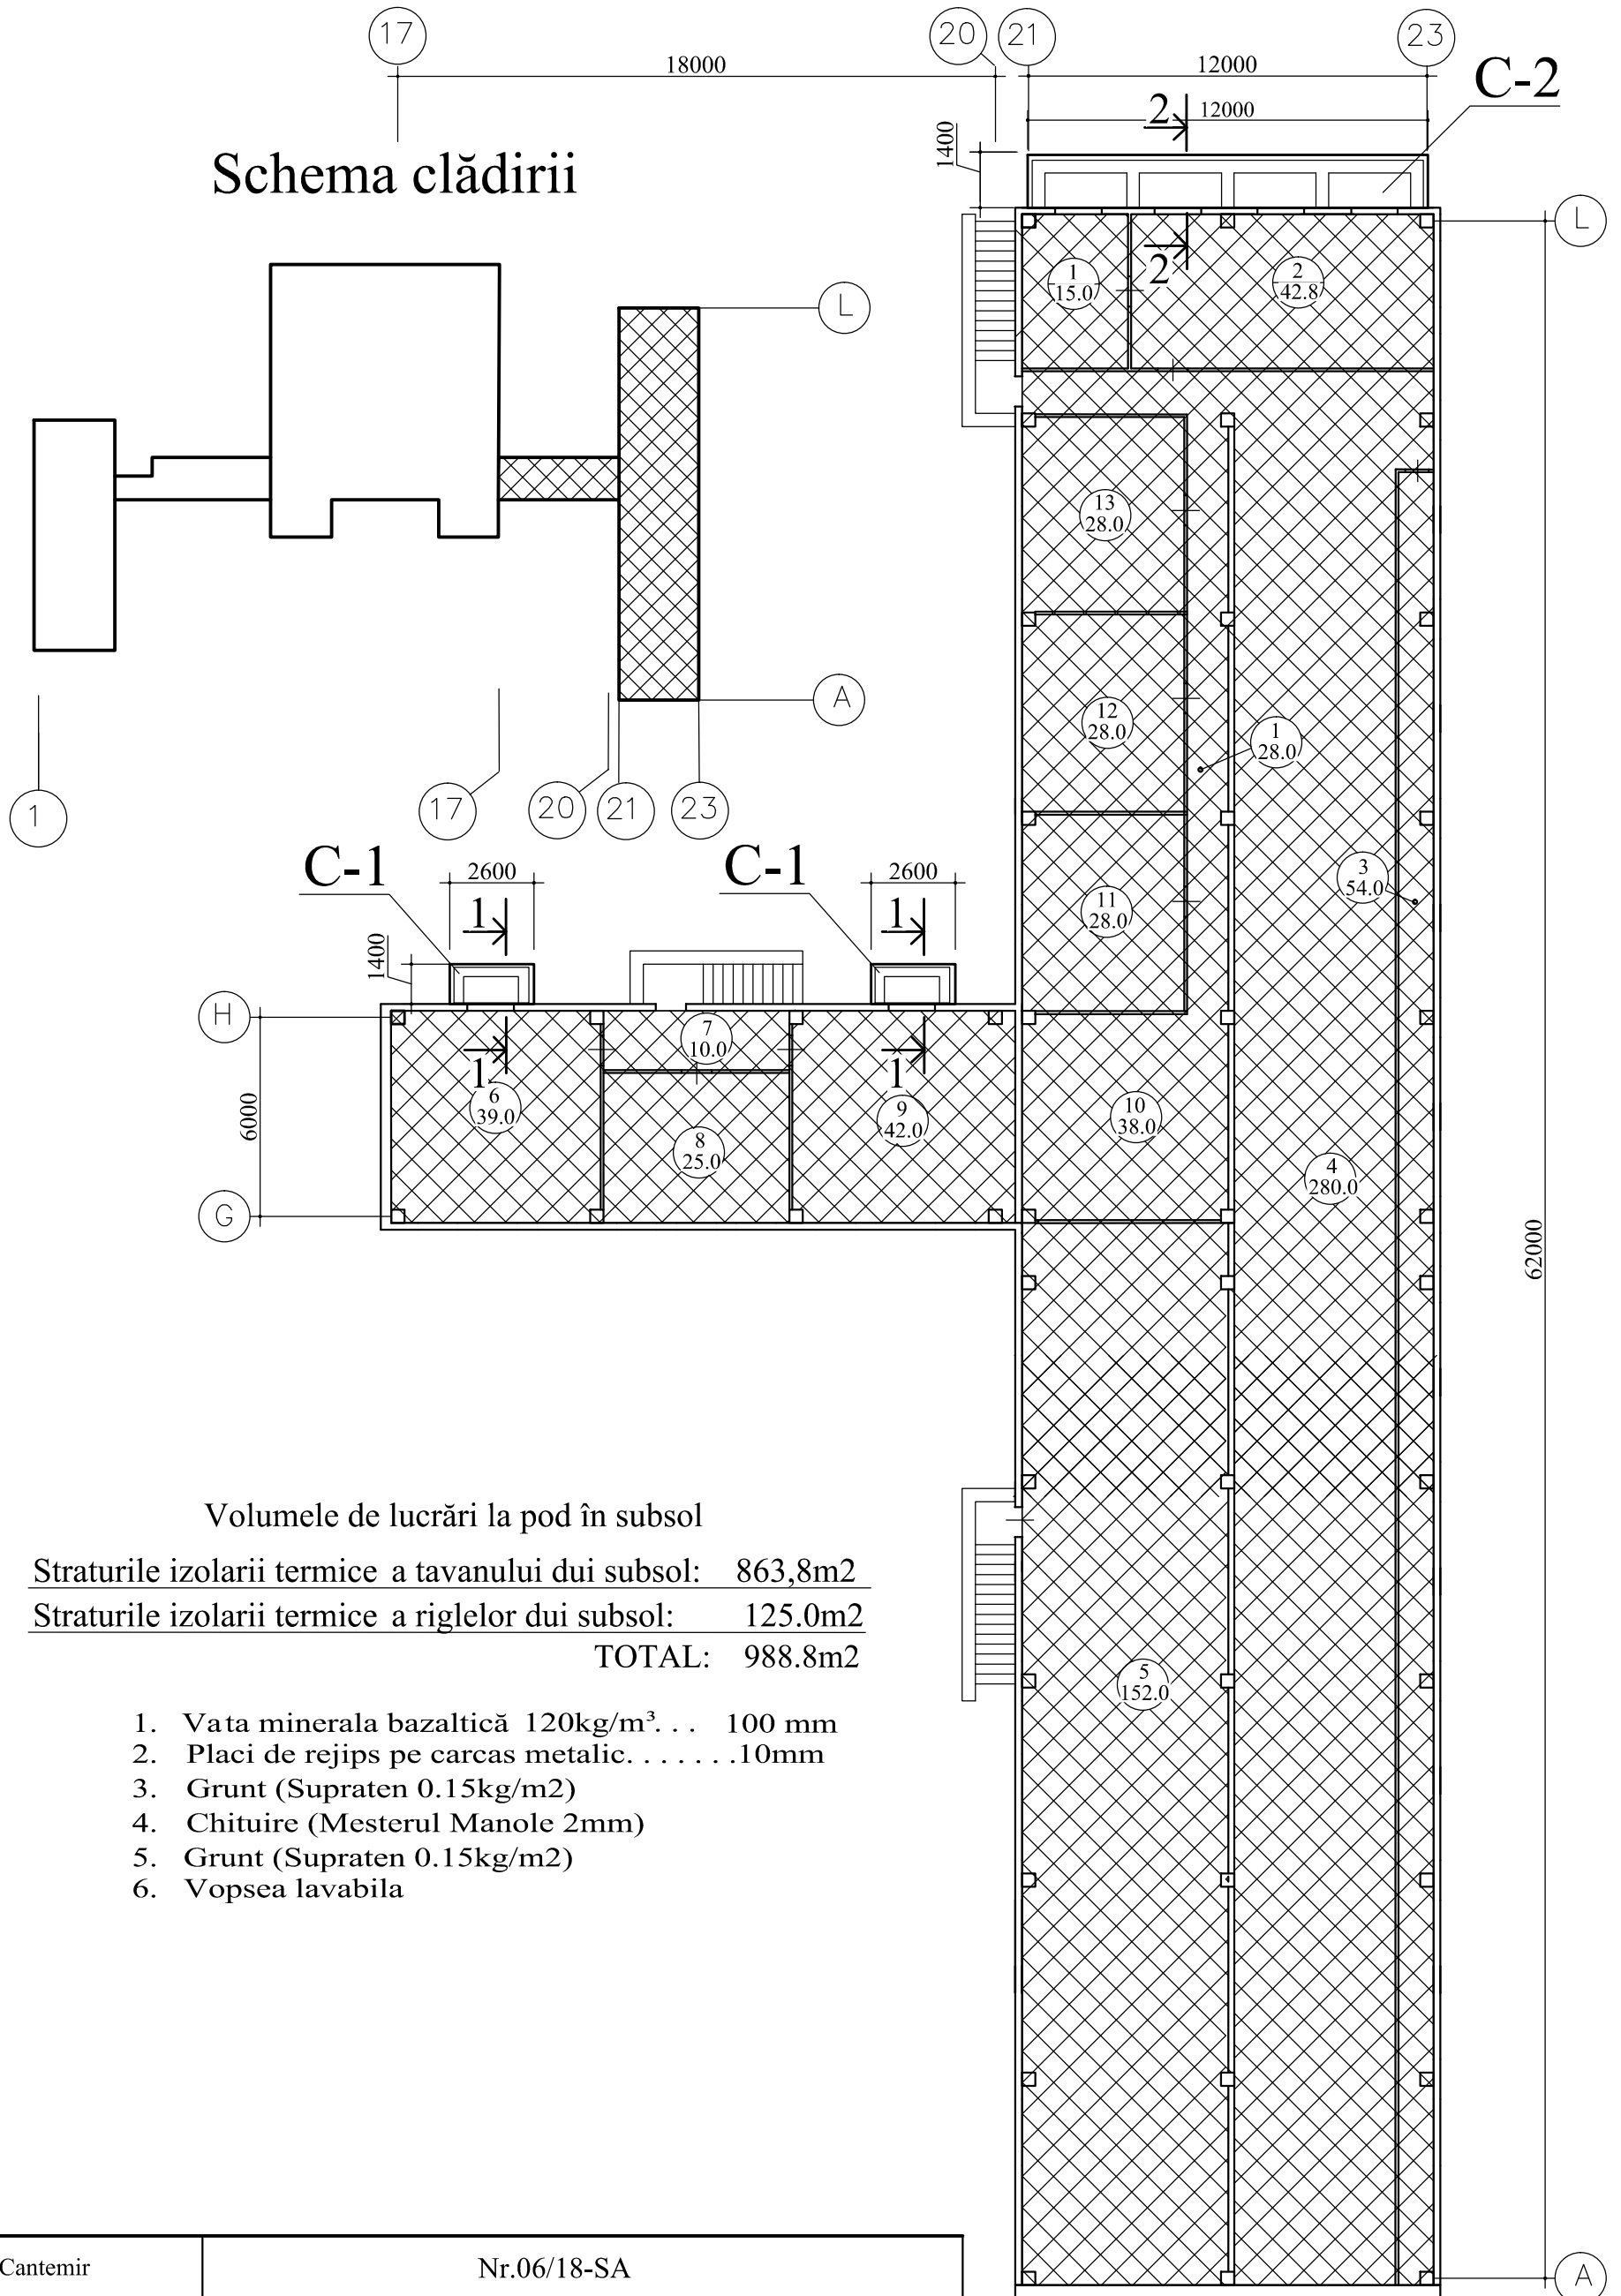 17
20
21
23
18000
12000
C-2
2
12000
1400
Schema clădirii
L
L
1
15.0
2
42.8
2
13
28.0
A
12
28.0
1
28.0
1
17
20
21
23
C-1
2600
C-1
2600
3
54.0
11
28.0
1
1
1400
H
7
10.0
1
1
6
39.0
9
42.0
10
38.0
6000
8
25.0
4
280.0
G
62000
Volumele de lucrări la pod în subsol
Straturile izolarii termice a tavanului dui subsol: 863,8m2
Straturile izolarii termice a riglelor dui subsol: 125.0m2
TOTAL: 988.8m2
5
152.0
1. Vata minerala bazaltică 120kg/m³. . . 100 mm
2. Placi de rejips pe carcas metalic. . . . . . .10mm
3. Grunt (Supraten 0.15kg/m2)
4. Chituire (Mesterul Manole 2mm)
5. Grunt (Supraten 0.15kg/m2)
6. Vopsea lavabila
Cantemir
Nr.06/18-SA
A